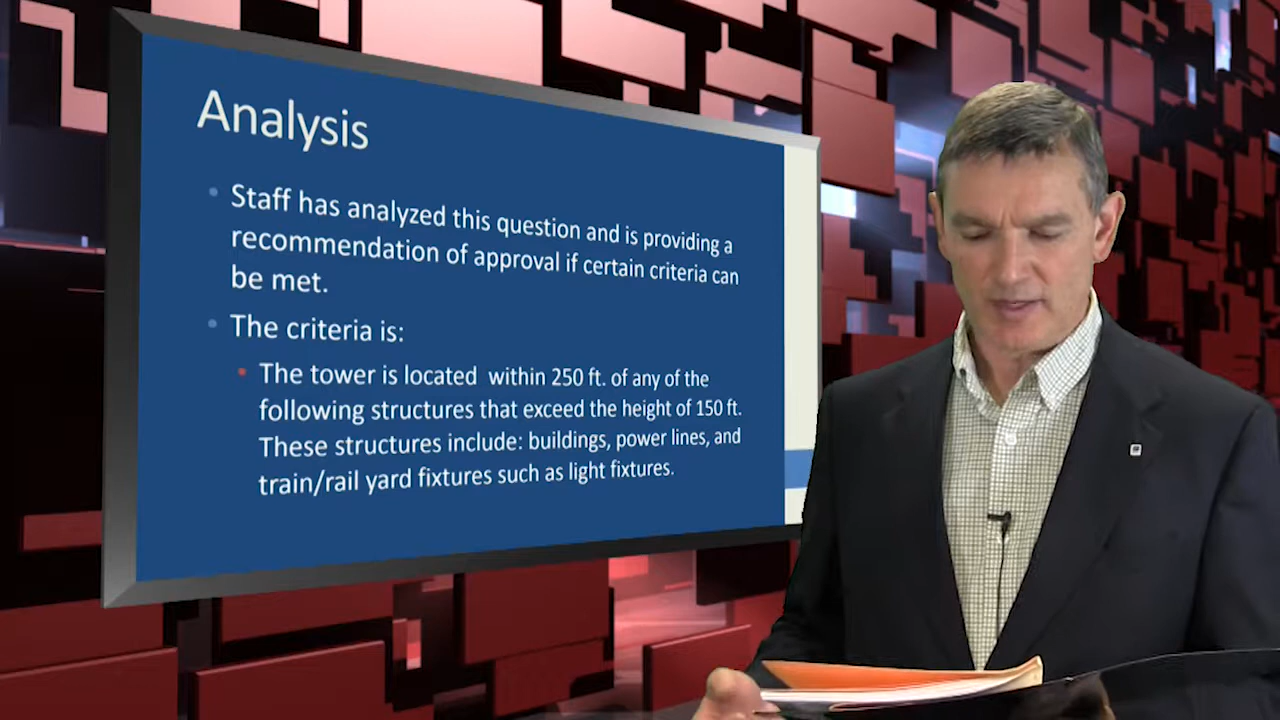 Analysis
Staff has analyzed this question and is providing a
recommendation of approval if certain criteria can
be met.
The criteria is:
The tower is located within 250 ft. of any of the
following structures that exceed the height of 150 ft.
These structures include: buildings, power lines, and
train/rail yard fixtures such as light fixtures.